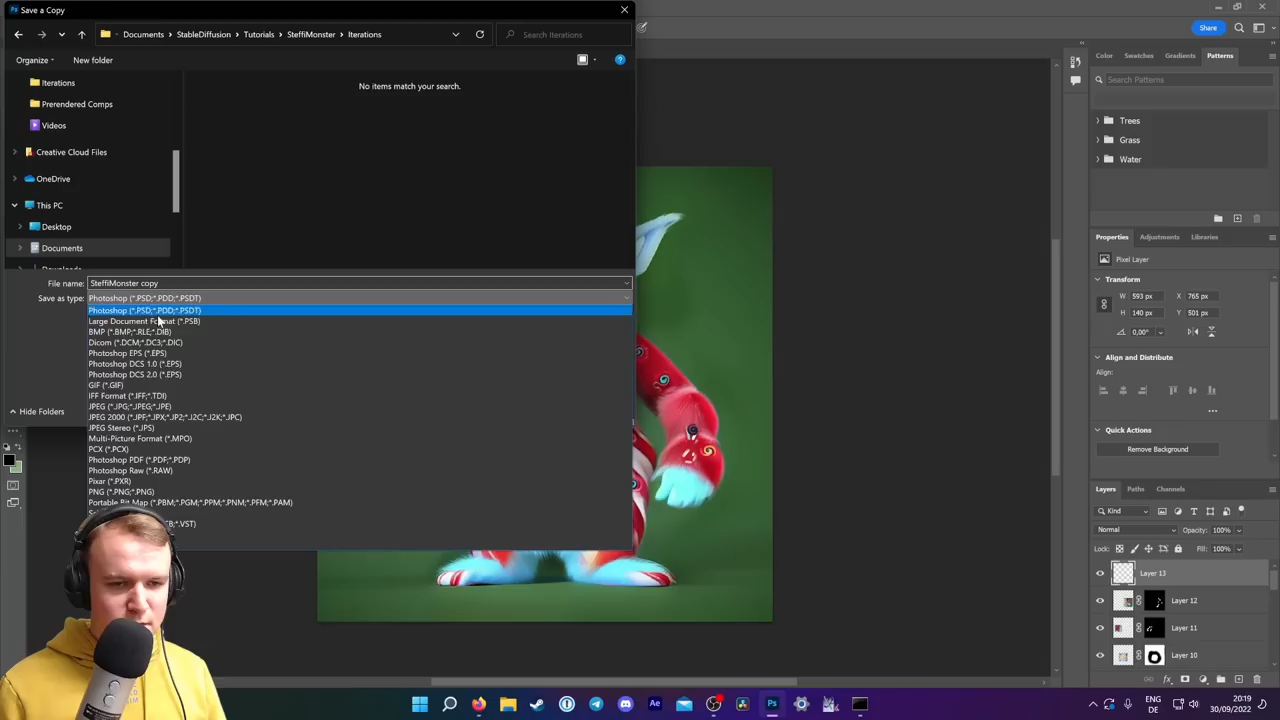 Save a Copy
Documents
StableDiffusion
Tutorials
SteffiMonster
Iterations
Search Iterations
Share
Organize
New folder
Color
Swatches
Gradients
Patterns
Search Patterns
Iterations
No items match your search.
Prerendered Comps
Videos
Trees
Grass
Creative Cloud Files
Water
OneDrive
This PC
Desktop
Documents
Properties
Adjustments
Libraries
Pixel Layer
File name:
SteffiMonster copy
Transform
Save as type:
Photoshop (*.PSD;*.PDD;*.PSDT)
W
593 px
X
765 px
Photoshop (*.PSD;*.PDD;*.PSDT)
H
140 px
Y
501 px
Large Document Format (*.PSB)
BMP (*.BMP;*.RLE;*.DIB)
0,00°
Dicom (*.DCM;*.DC3;*.DIC)
Photoshop EPS (*.EPS)
Align and Distribute
Photoshop DCS 1.0 (*.EPS)
Align:
Photoshop DCS 2.0 (*.EPS)
GIF (*.GIF)
IFF Format (*.IFF;*.TDI)
JPEG (*.JPG;*.JPEG;*.JPE)
Hide Folders
JPEG 2000 (*.JPF;*.JPX;*.JP2;*.J2C;*.J2K;*.JPC)
JPEG Stereo (*.JPS)
Quick Actions
Multi-Picture Format (*.MPO)
PCX (*.PCX)
Remove Background
Photoshop PDF (*.PDF;*.PDP)
Photoshop Raw (*.RAW)
Pixar (*.PXR)
Layers
Paths
Channels
PNG (*.PNG;*.PNG)
Portable Bit Map (*.PBM;*.PGM;*.PPM;*.PNM;*.PFM;*.PAM)
Kind
*.VST)
Normal
Opacity:
100%
Lock:
Fill:
100%
Layer 13
Layer 12
Layer 11
Layer 10
fx
Ae
Ps
ENG
DE
20:19
30/09/2022